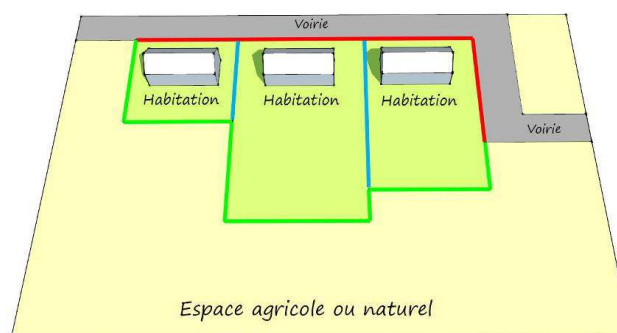 Voirie
Habitation
Habitation
Habitation
Voirie
Espace agricole ou naturel